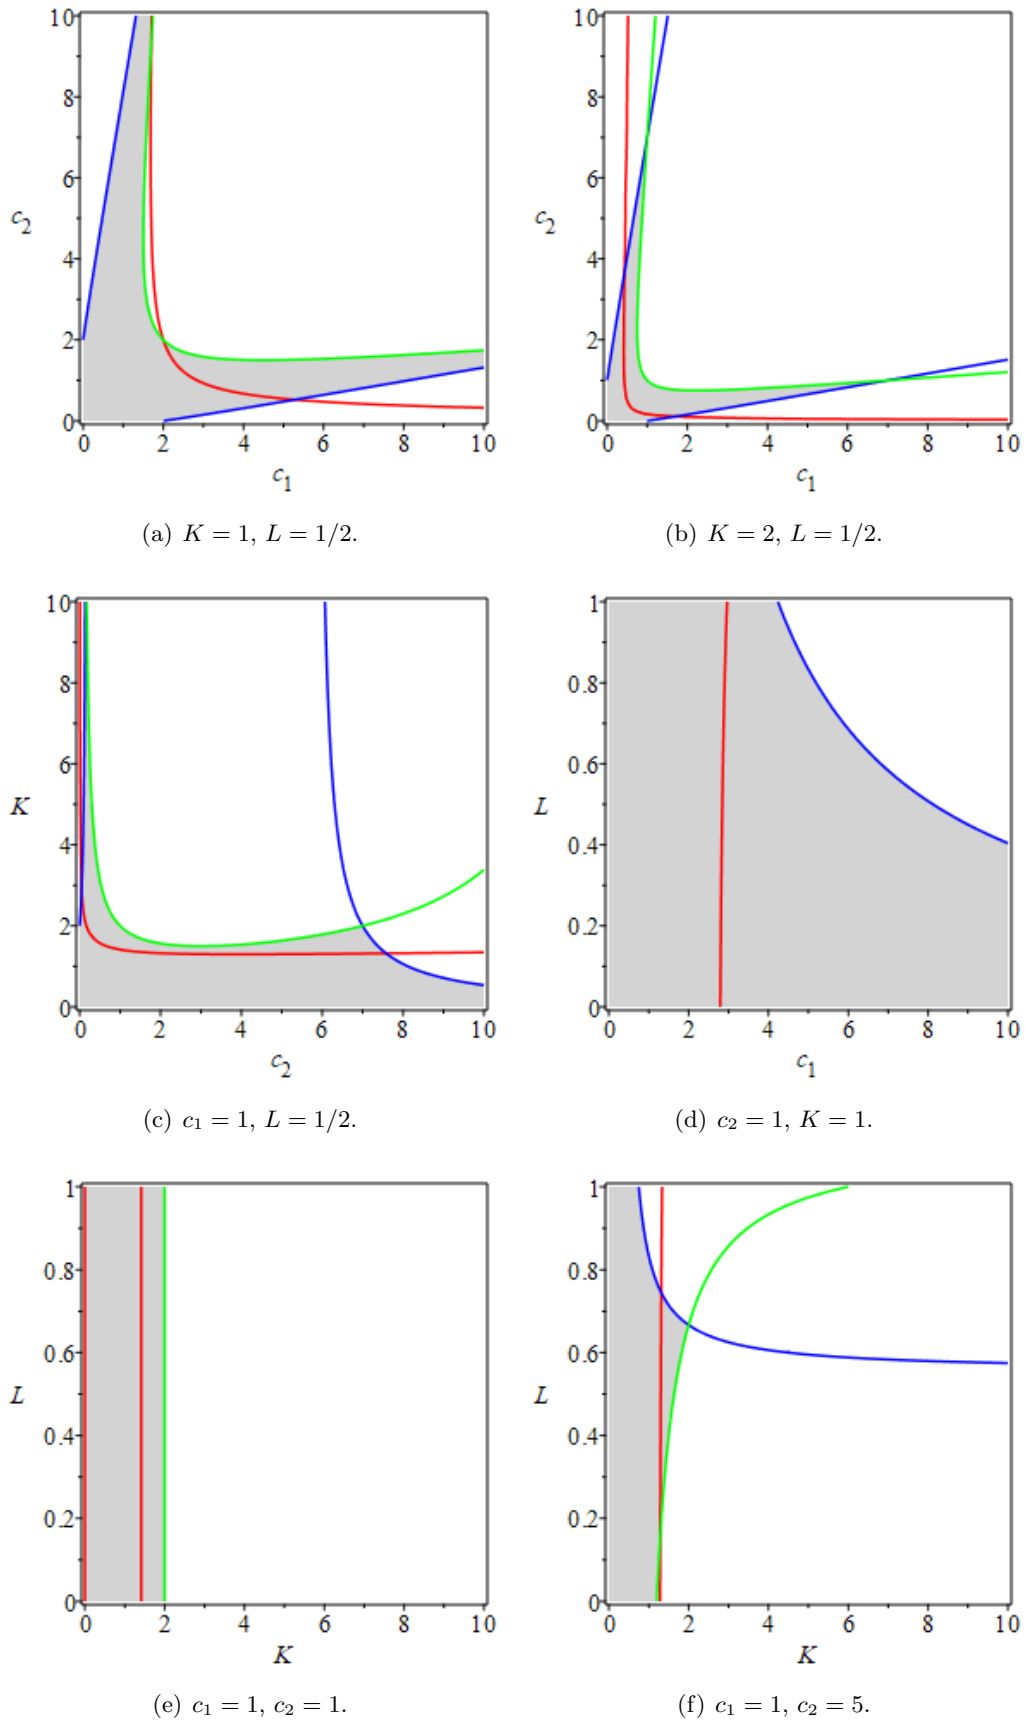 10
8
6
c2
4
2
0
0 2 4 6 8 10
c1
(a) K = 1, L = 1/2.
10
8
6
c2
4
2
0
0 2 4 6 8 10
c1
(b) K = 2, L = 1/2.
10
8
6
K
4
2
0
0 2 4 6 8 10
c2
(c) c1 = 1, L = 1/2.
1
0.8
0.6
L
0.4
0.2
0
0 2 4 6 8 10
c1
(d) c2 = 1, K = 1.
1
0.8
0.6
L
0.4
0.2
0
0 2 4 6 8 10
K
(e) c1 = 1, c2 = 1.
1
0.8
0.6
L
0.4
0.2
0
0 2 4 6 8 10
K
(f) c1 = 1, c2 = 5.